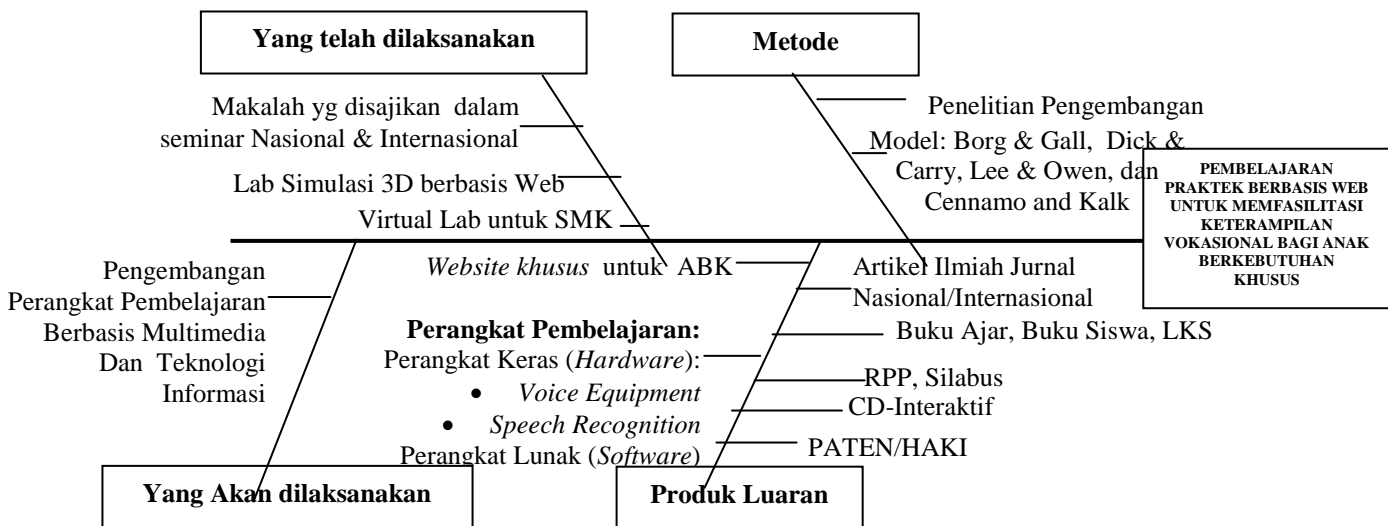 Yang telah dilaksanakan
Metode
Makalah yg disajikan dalam
seminar Nasional & Internasional
Lab Simulasi 3D berbasis Web
Virtual Lab untuk SMK
Penelitian Pengembangan
Model: Borg & Gall, Dick &
Carry, Lee & Owen, dan
Cennamo and Kalk
PEMBELAJARAN
PRAKTEK BERBASIS WEB
UNTUK MEMFASILITASI
KETERAMPILAN
VOKASIONAL BAGI ANAK
BERKEBUTUHAN
KHUSUS
Pengembangan
Perangkat Pembelajaran
Berbasis Multimedia
Dan Teknologi
Informasi
Website khusus untuk ABK
Perangkat Pembelajaran:
Perangkat Keras (Hardware):
• Voice Equipment
• Speech Recognition
Perangkat Lunak (Software)
Artikel Ilmiah Jurnal
Nasional/Internasional
Buku Ajar, Buku Siswa, LKS
RPP, Silabus
CD-Interaktif
PATEN/HAKI
Yang Akan dilaksanakan
Produk Luaran